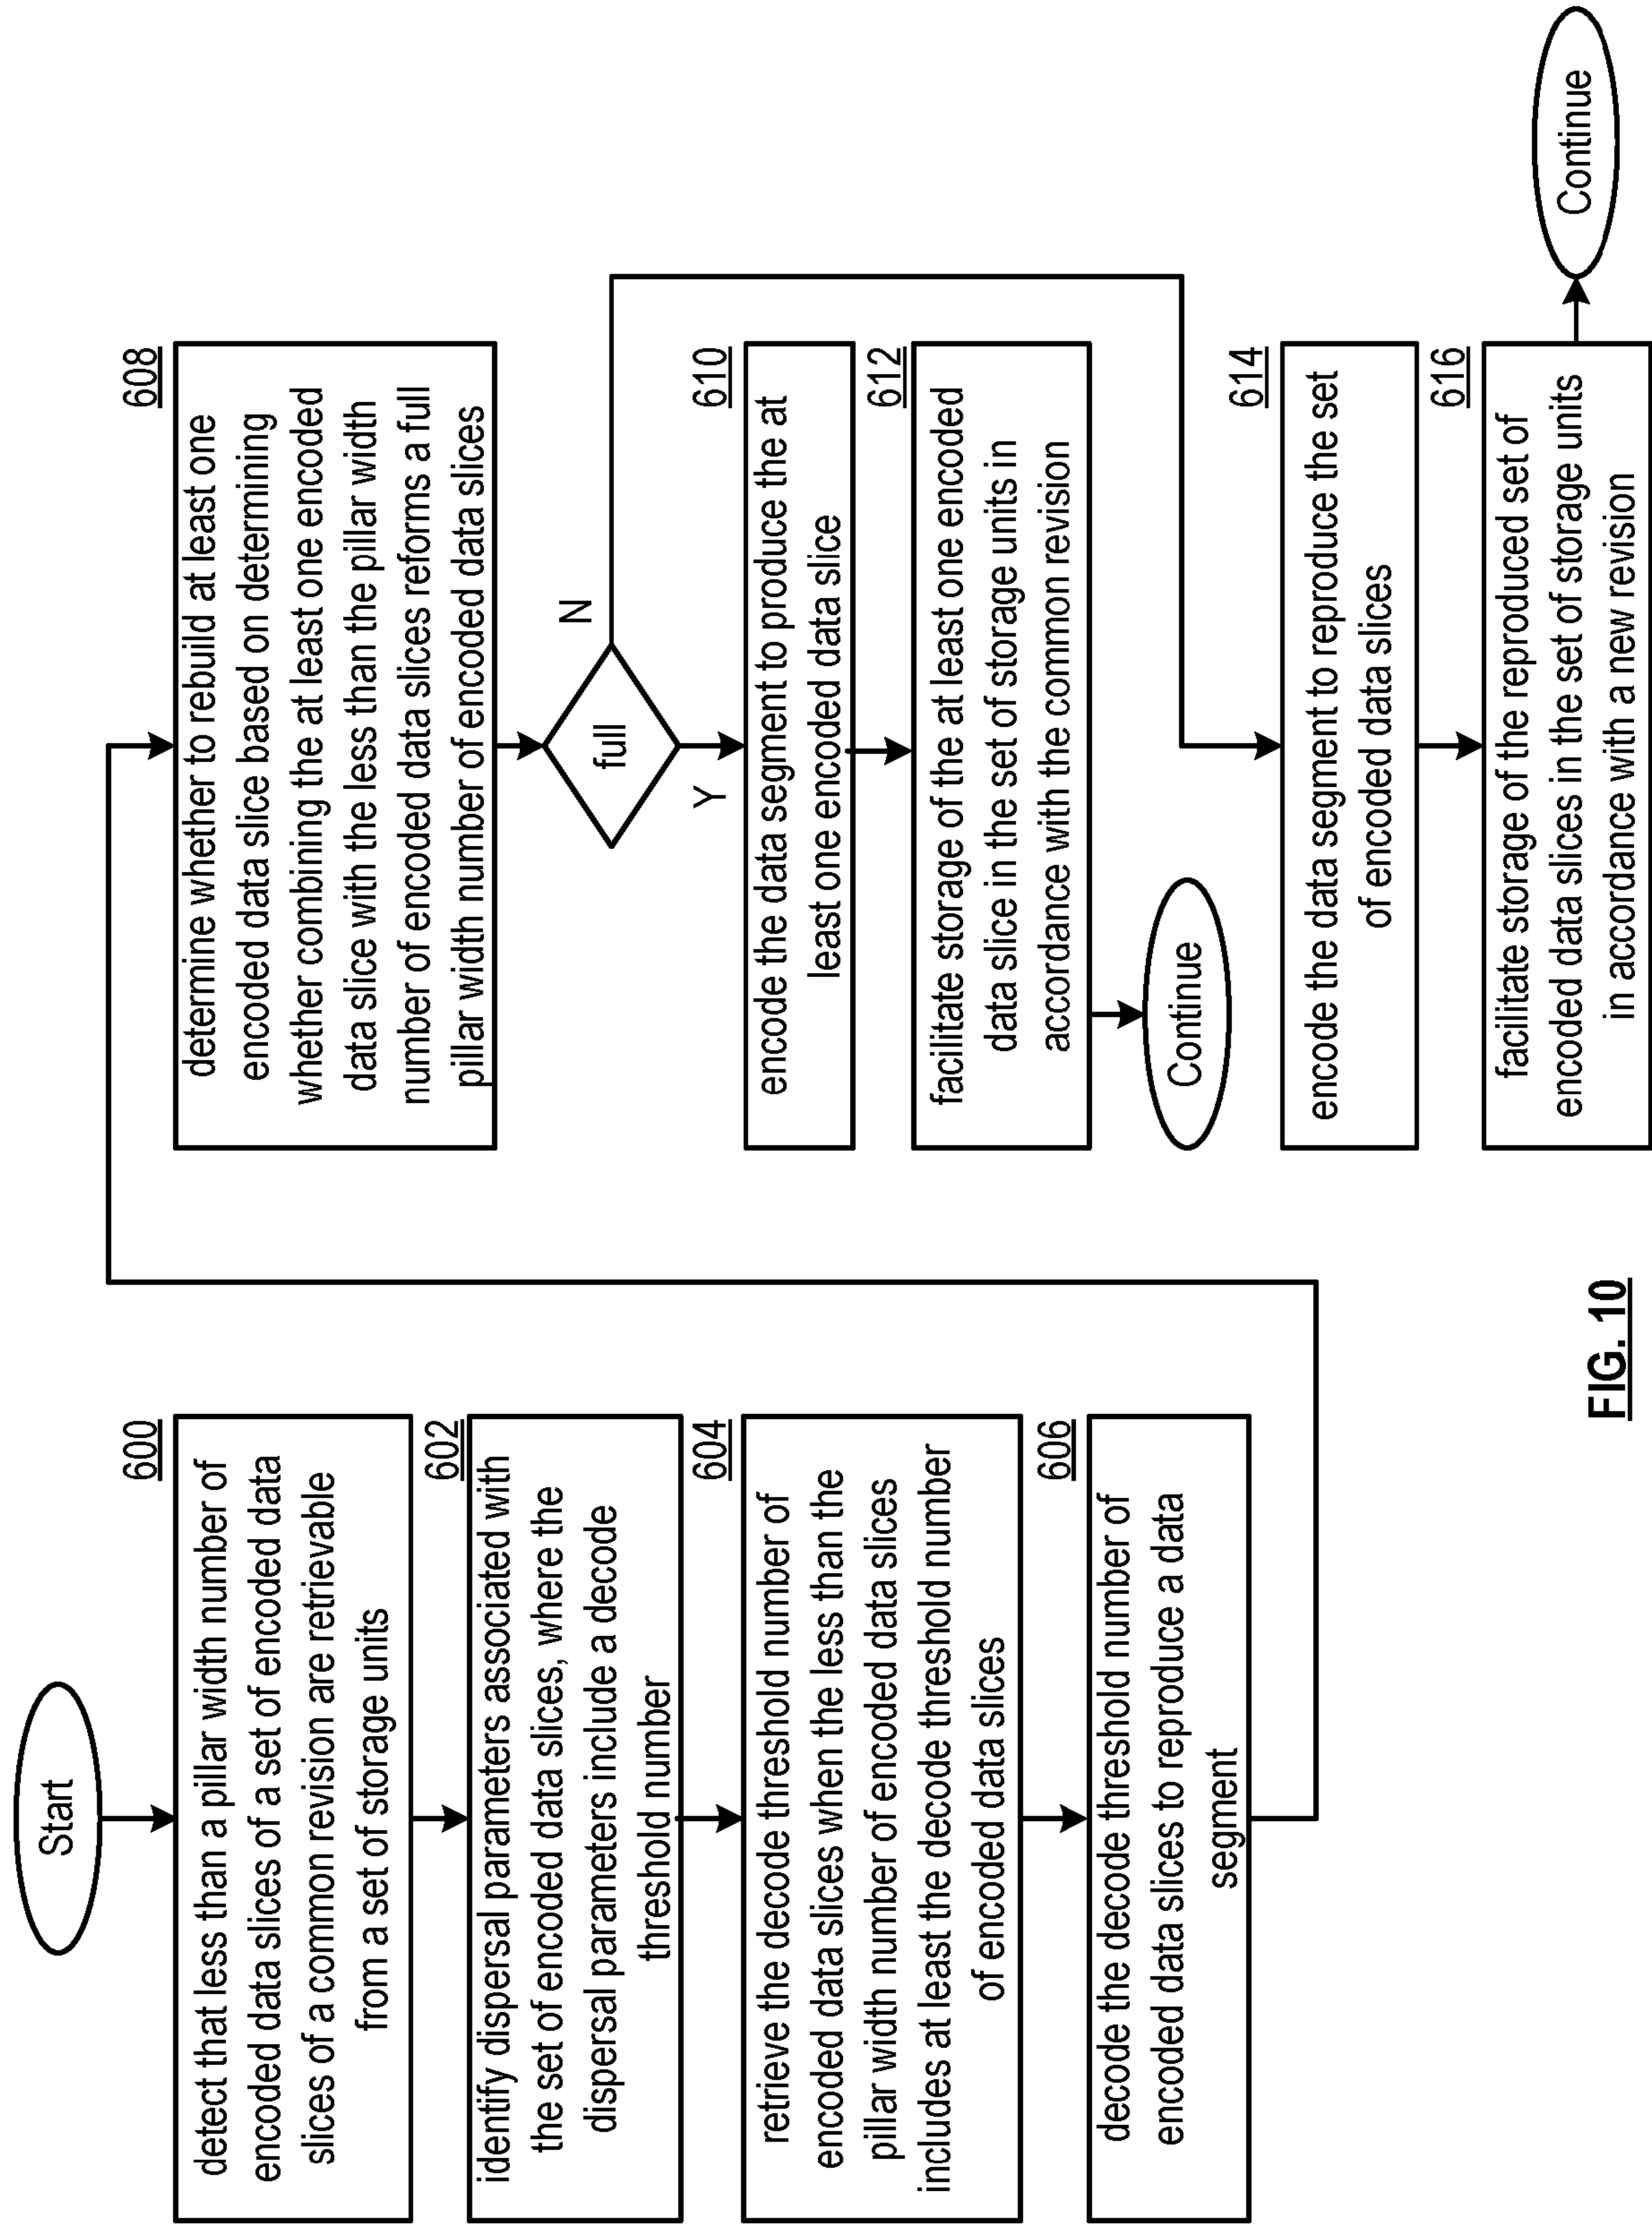 Start
600
detect that less than a pillar width number of
encoded data slices of a set of encoded data
slices of a common revision are retrievable
from a set of storage units
602
identify dispersal parameters associated with
the set of encoded data slices, where the
dispersal parameters include a decode
threshold number
604
retrieve the decode threshold number of
encoded data slices when the less than the
pillar width number of encoded data slices
includes at least the decode threshold number
of encoded data slices
606
decode the decode threshold number of
encoded data slices to reproduce a data
segment
608
determine whether to rebuild at least one
encoded data slice based on determining
whether combining the at least one encoded
data slice with the less than the pillar width
number of encoded data slices reforms a full
pillar width number of encoded data slices
full
N
Y
610
encode the data segment to produce the at
least one encoded data slice
612
facilitate storage of the at least one encoded
data slice in the set of storage units in
accordance with the common revision
Continue
614
encode the data segment to reproduce the set
of encoded data slices
616
facilitate storage of the reproduced set of
encoded data slices in the set of storage units
in accordance with a new revision
Continue
FIG. 10